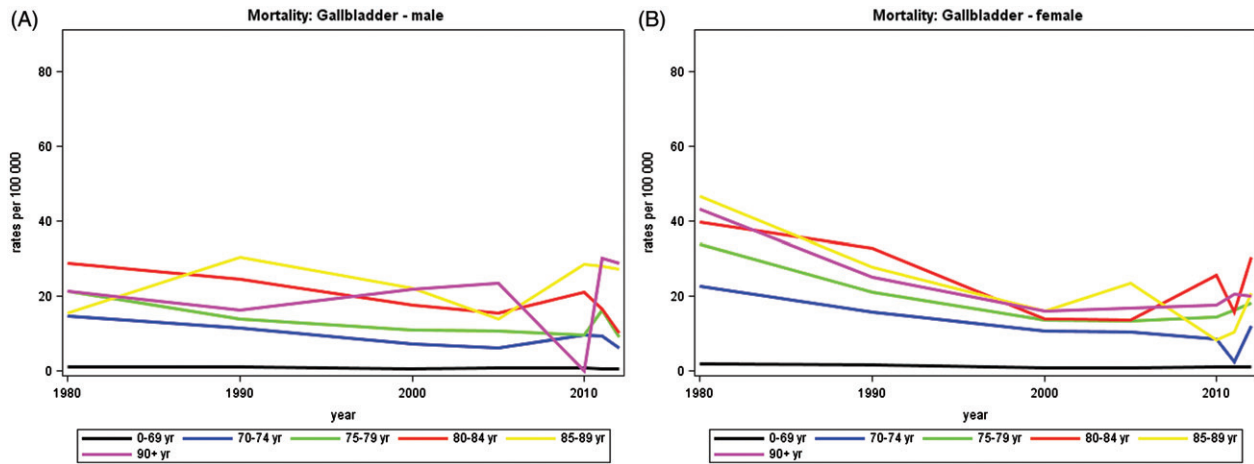 (A)
Mortality: Gallbladder - male
80
60
40
20
0
rates per 100 000
1980 1990 2000 2010
year
0-69 yr 70-74 yr 75-79 yr 80-84 yr 85-89 yr
90+ yr
(B)
Mortality: Gallbladder - female
80
60
40
20
0
rates per 100 000
1980 1990 2000 2010
year
0-69 yr 70-74 yr 75-79 yr 80-84 yr 85-89 yr
90+ yr